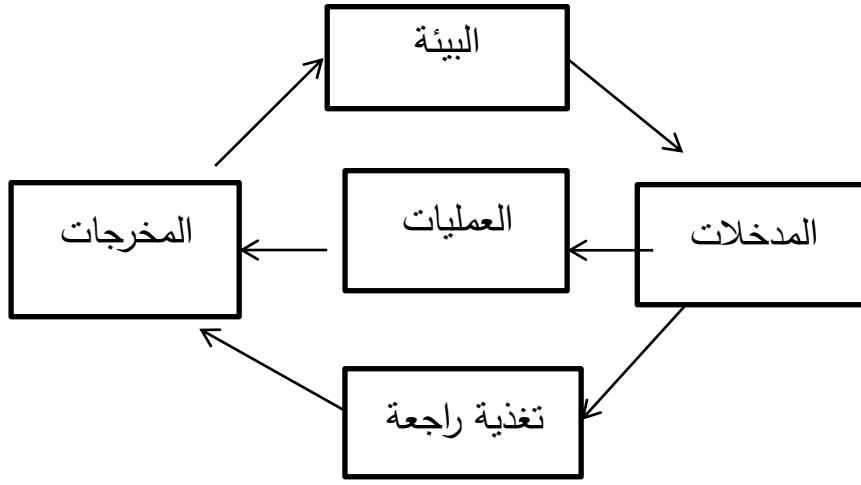 البيئة
المدخلات
العمليات
المخرجات
تغذية راجعة